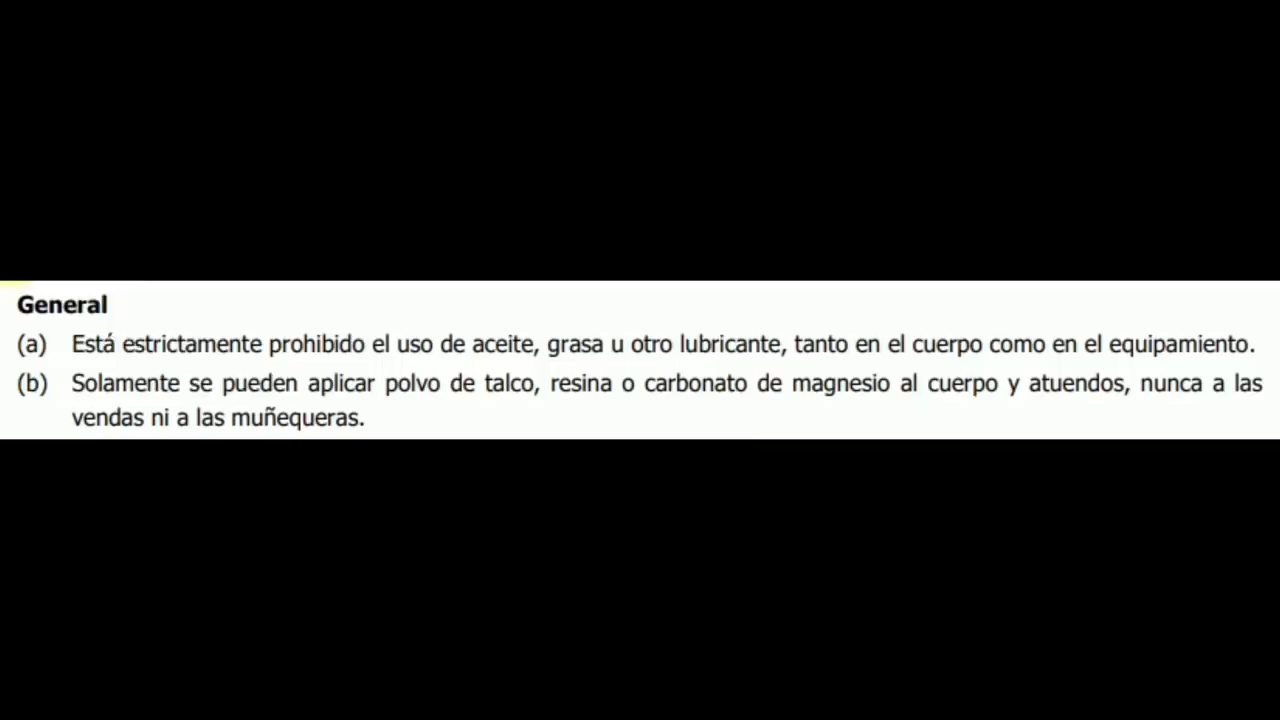 General
(a) Está estrictamente prohibido el uso de aceite, grasa u otro lubricante, tanto en el cuerpo como en el equipamiento.
(b) Solamente se pueden aplicar polvo de talco, resina o carbonato de magnesio al cuerpo y atuendos, nunca a las
vendas ni a las muñequeras.